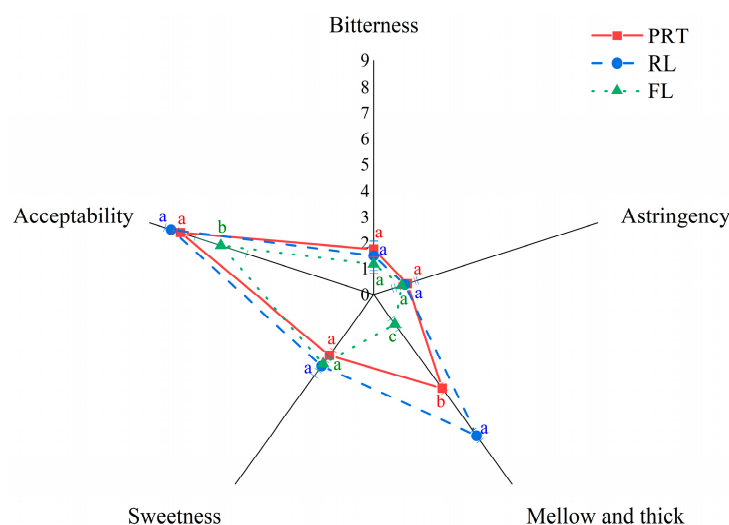 Bitterness
PRT
RL
FL
9
8
7
6
5
4
3
2
1
0
Acceptability
Astringency
a a b
a
a
a
a
a
a
c
a
a a
b
a
Sweetness
Mellow and thick